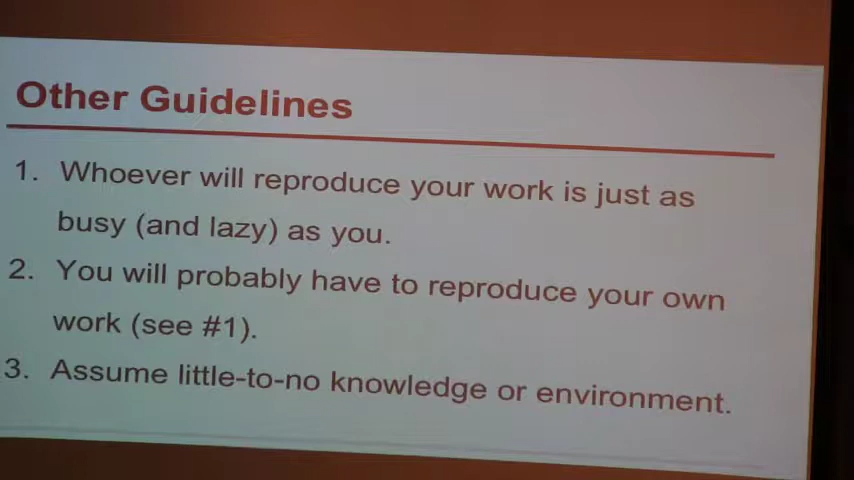 Other Guidelines
1. Whoever will reproduce your work is just as
busy (and lazy) as you.
2. You will probably have to reproduce your own
work (see #1).
3. Assume little-to-no knowledge or environment.